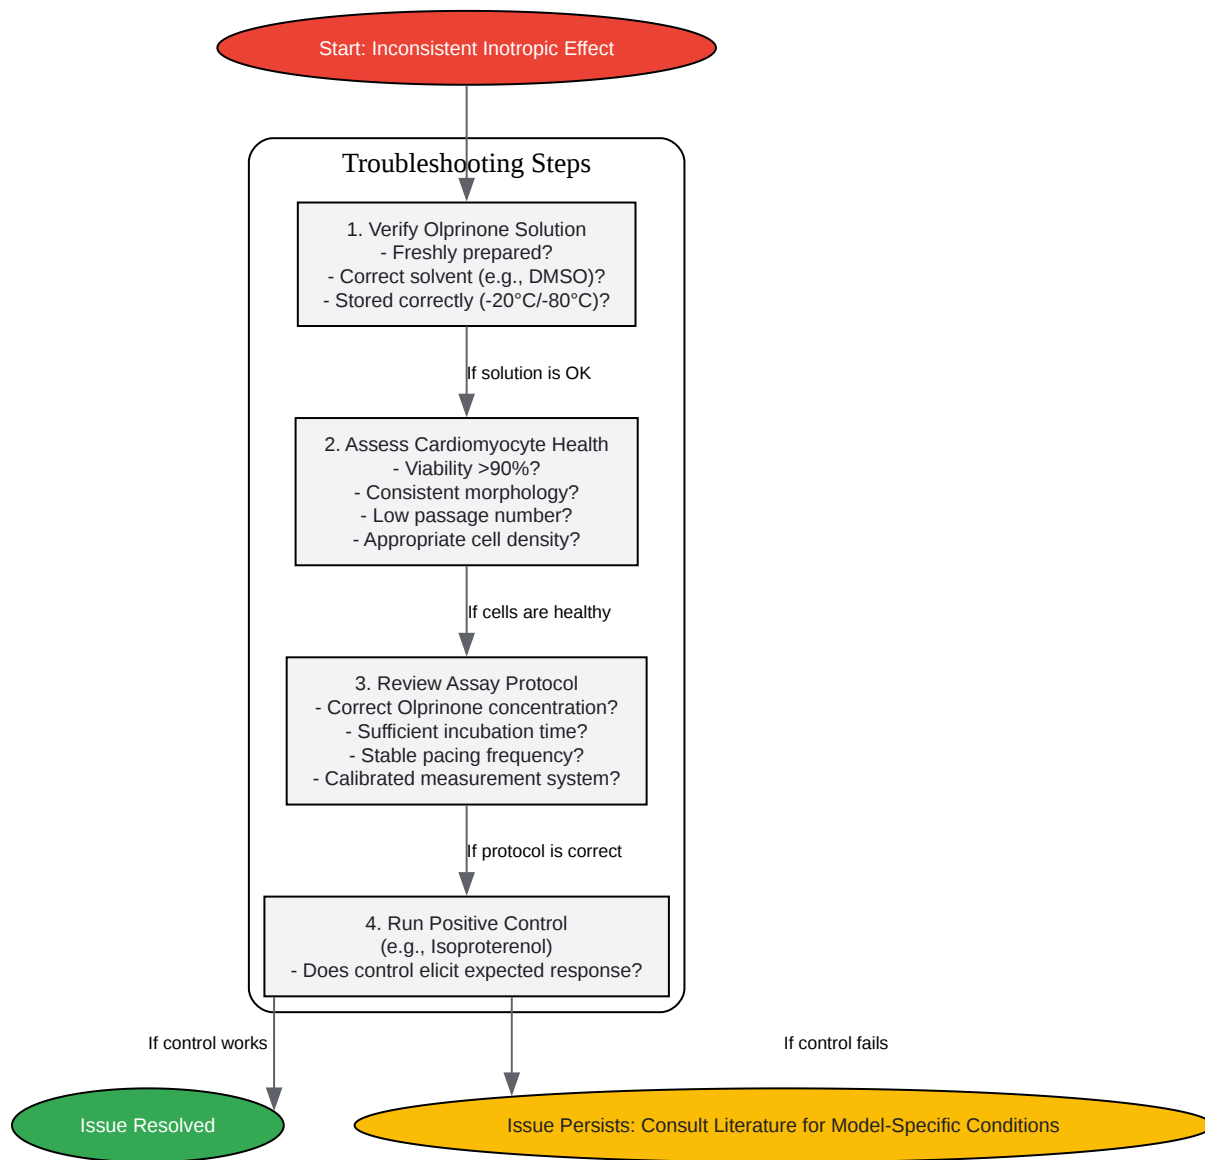 Start: Inconsistent Inotropic Effect
Troubleshooting Steps
1. Verify Olprinone Solution
- Freshly prepared?
- Correct solvent (e.g., DMSO)?
- Stored correctly (-20°C/-80°C)?
If solution is OK
2. Assess Cardiomyocyte Health
- Viability >90%?
- Consistent morphology?
- Low passage number?
- Appropriate cell density?
If cells are healthy
3. Review Assay Protocol
- Correct Olprinone concentration?
- Sufficient incubation time?
- Stable pacing frequency?
- Calibrated measurement system?
If protocol is correct
4. Run Positive Control
(e.g., Isoproterenol)
- Does control elicit expected response?
If control works
If control fails
Issue Resolved
Issue Persists: Consult Literature for Model-Specific Conditions